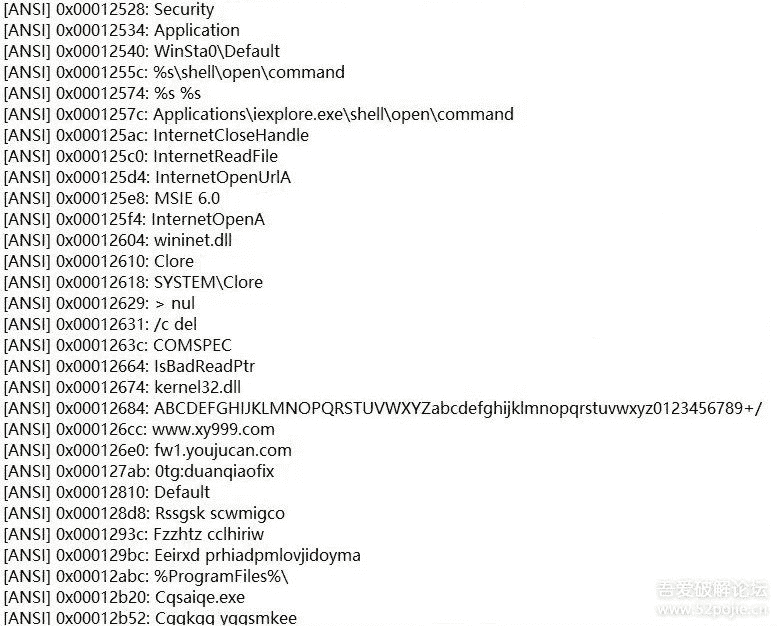 [ANSI] 0x00012528: Security
[ANSI] 0x00012534: Application
[ANSI] 0x00012540: WinSta0\Default
[ANSI] 0x0001255c: %s\shell\open\command
[ANSI] 0x00012574: %s %s
[ANSI] 0x0001257c: Applications\iexplore.exe\shell\open\command
[ANSI] 0x000125ac: InternetCloseHandle
[ANSI] 0x000125c0: InternetReadFile
[ANSI] 0x000125d4: InternetOpenUrlA
[ANSI] 0x000125e8: MSIE 6.0
[ANSI] 0x000125f4: InternetOpenA
[ANSI] 0x00012604: wininet.dll
[ANSI] 0x00012610: Clore
[ANSI] 0x00012618: SYSTEM\Clore
[ANSI] 0x00012629: > nul
[ANSI] 0x00012631: /c del
[ANSI] 0x0001263c: COMSPEC
[ANSI] 0x00012664: IsBadReadPtr
[ANSI] 0x00012674: kernel32.dll
[ANSI] 0x00012684: ABCDEFGHIJKLMNOPQRSTUVWXYZabcdefghijklmnopqrstuvwxyz0123456789+/
[ANSI] 0x000126cc: www.xy999.com
[ANSI] 0x000126e0: fw1.youjucan.com
[ANSI] 0x000127ab: 0tg:duanqiaofix
[ANSI] 0x00012810: Default
[ANSI] 0x000128d8: Rssgsk scwmigco
[ANSI] 0x0001293c: Fzzhtz cclhiriw
[ANSI] 0x000129bc: Eeirxd prhiadpmlovjidoyma
[ANSI] 0x00012abc: %ProgramFiles%\
[ANSI] 0x00012b20: Cqsaiqe.exe
[ANSI] 0x00012b52: Cgqkqq yqqsmkee
吾爱破解论坛
www.52pojie.cn